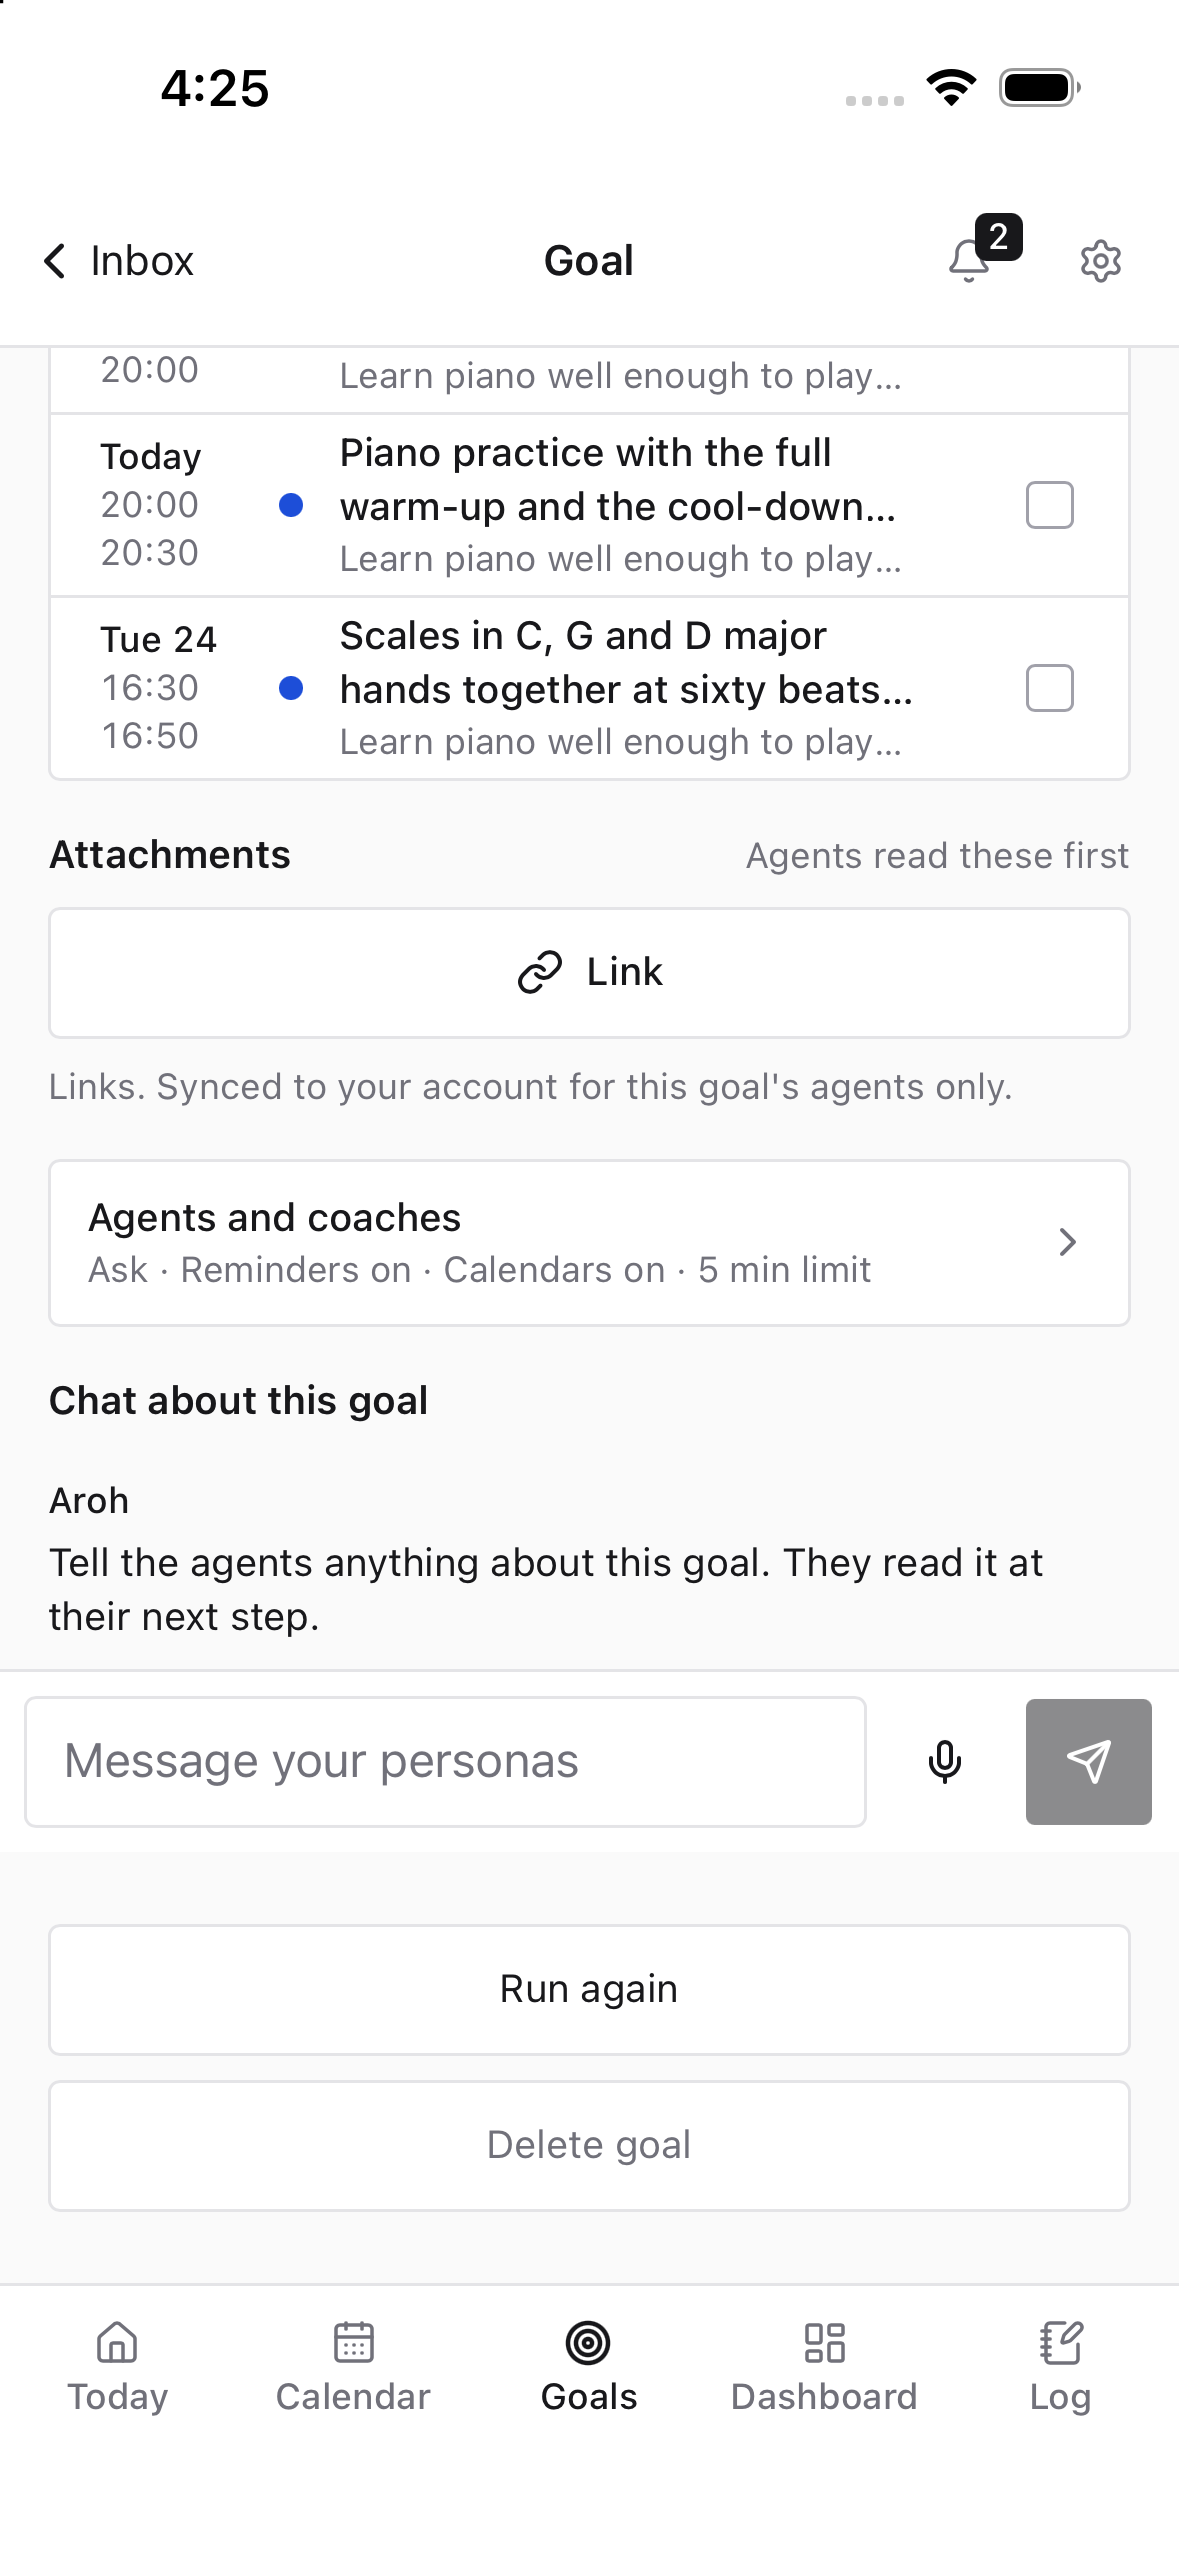 4:25
Inbox
Goal
2
20:00
Learn piano well enough to play...
Today
20:00
20:30
Piano practice with the full
warm-up and the cool-down...
Learn piano well enough to play...
Tue 24
16:30
16:50
Scales in C, G and D major
hands together at sixty beats...
Learn piano well enough to play...
Attachments
Agents read these first
Link
Links. Synced to your account for this goal's agents only.
Agents and coaches
Ask · Reminders on · Calendars on · 5 min limit
Chat about this goal
Aroh
Tell the agents anything about this goal. They read it at
their next step.
Message your personas
Run again
Delete goal
Today
Calendar
Goals
Dashboard
Log